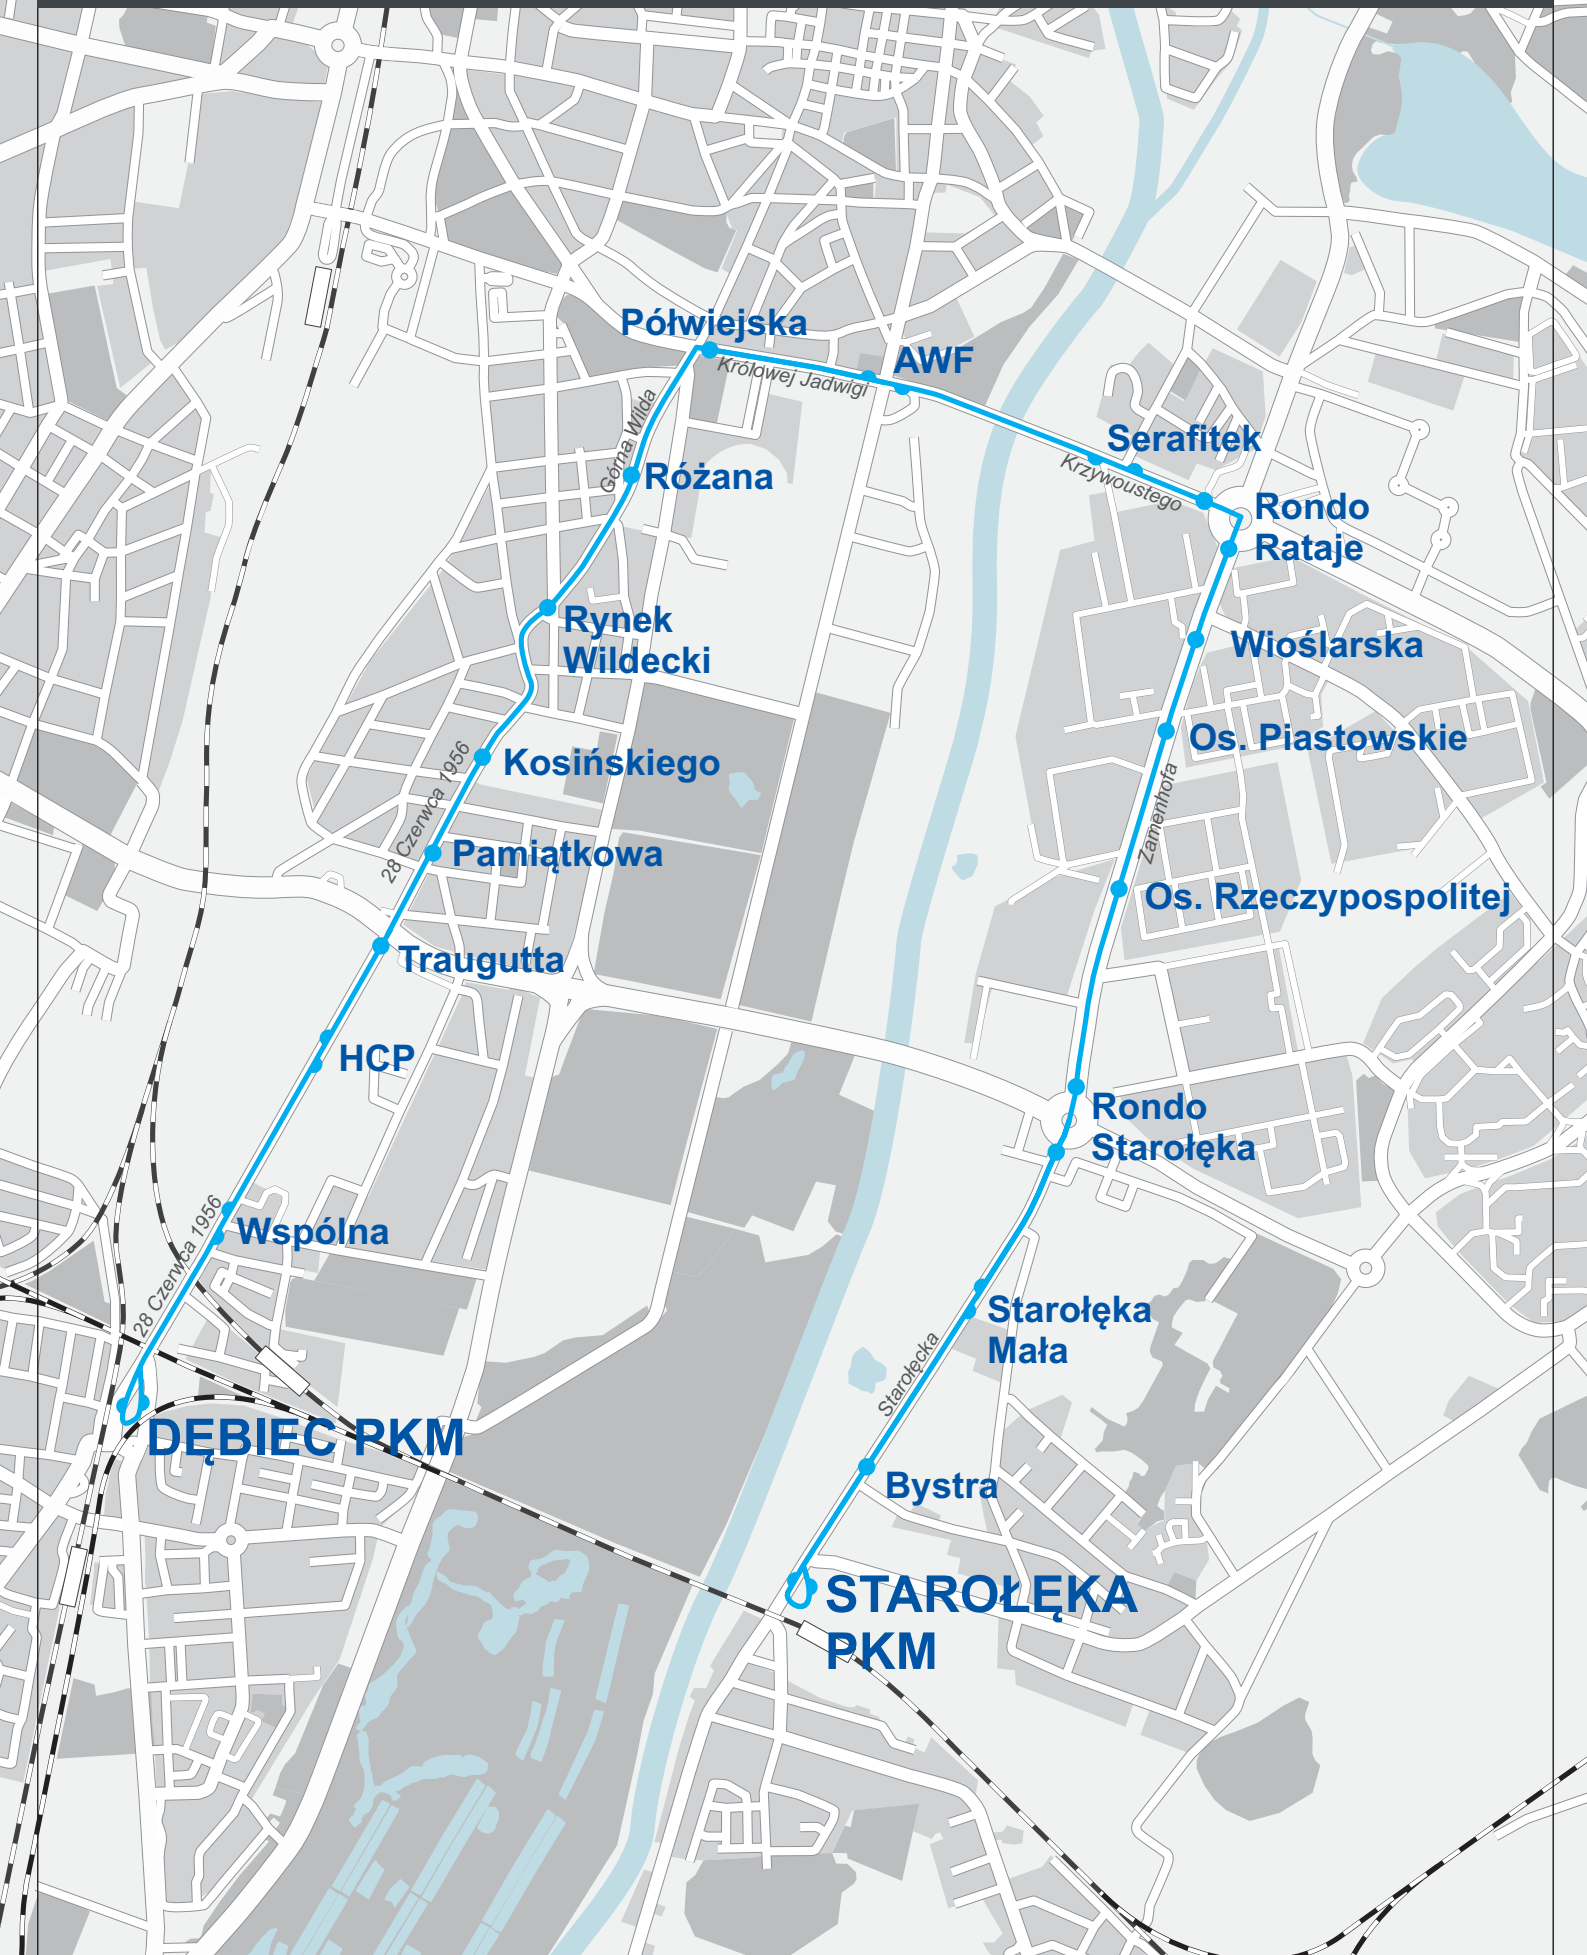 Półwiejska
AWF
Królowej Jadwigi
Górna Wilda
Serafitek
Krzywoustego
Różana
Rondo
Rataje
Rynek
Wildecki
Wioślarska
Os. Piastowskie
28 Czerwca 1956
Kosińskiego
Zamenhofa
Pamiątkowa
Os. Rzeczypospolitej
Traugutta
HCP
Rondo
Starołęka
28 Czerwca 1956
Wspólna
Starołęka
Mała
Starołęcka
DĘBIEC PKM
Bystra
STAROŁĘKA
PKM